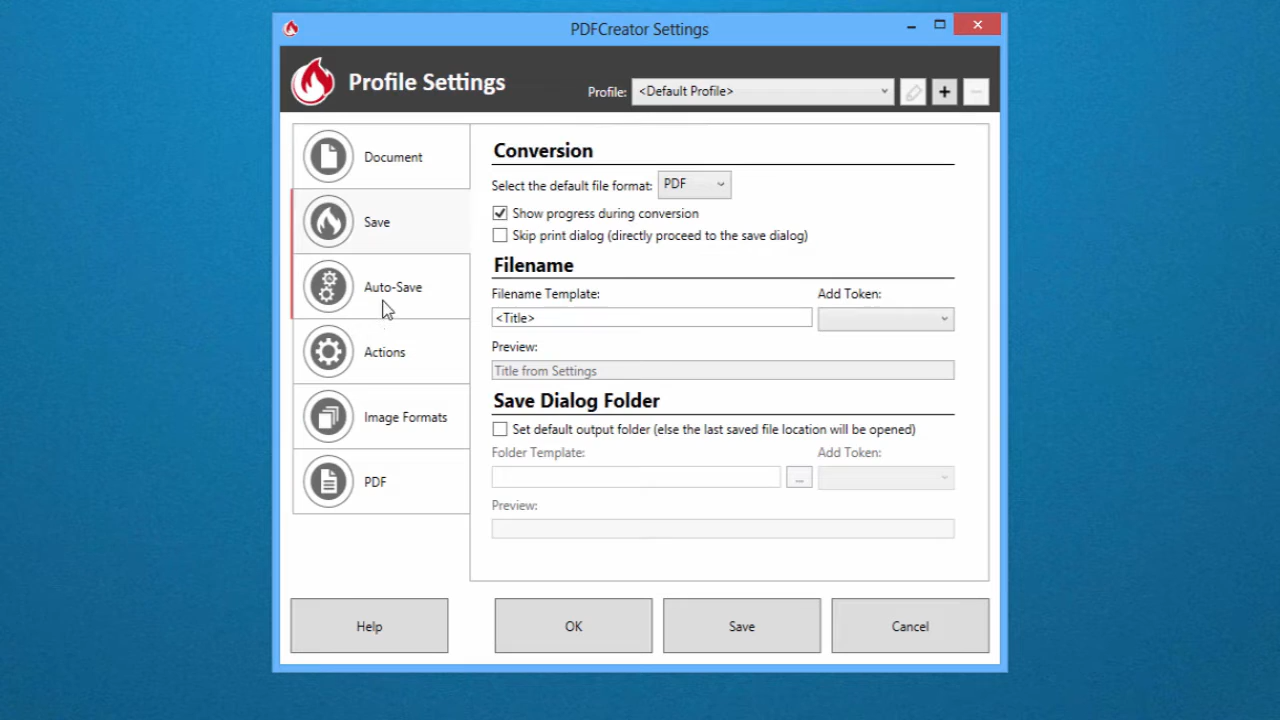 PDFCreator Settings
Profile Settings
Profile: <Default Profile>
Document
Save
Auto-Save
Actions
Image Formats
PDF
Conversion
Select the default file format: PDF
Show progress during conversion
Skip print dialog (directly proceed to the save dialog)
Filename
Filename Template: Add Token:
<Title>
Preview:
Title from Settings
Save Dialog Folder
Set default output folder (else the last saved file location will be opened)
Folder Template: Add Token:
...
Preview:
Help OK Save Cancel